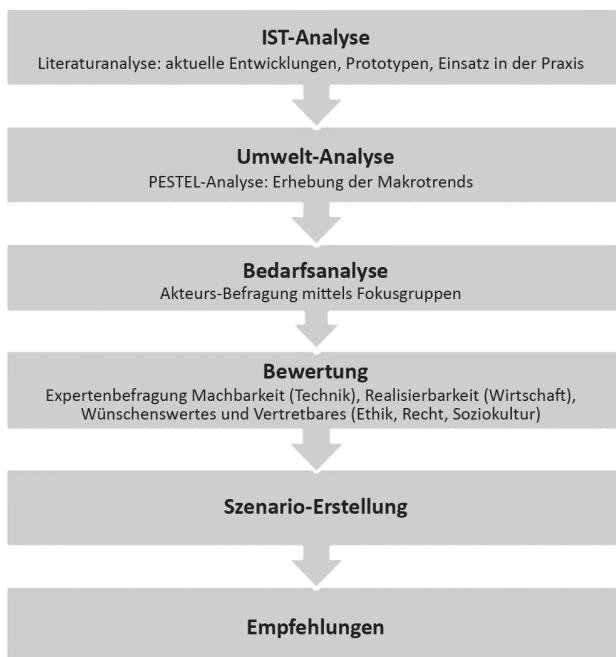 IST-Analyse
Literaturanalyse: aktuelle Entwicklungen, Prototypen, Einsatz in der Praxis
Umwelt-Analyse
PESTEL-Analyse: Erhebung der Makrotrends
Bedarfsanalyse
Akteurs-Befragung mittels Fokusgruppen
Bewertung
Expertenbefragung Machbarkeit (Technik), Realisierbarkeit (Wirtschaft),
Wünschenswertes und Vertretbares (Ethik, Recht, Soziokultur)
Szenario-Erstellung
Empfehlungen